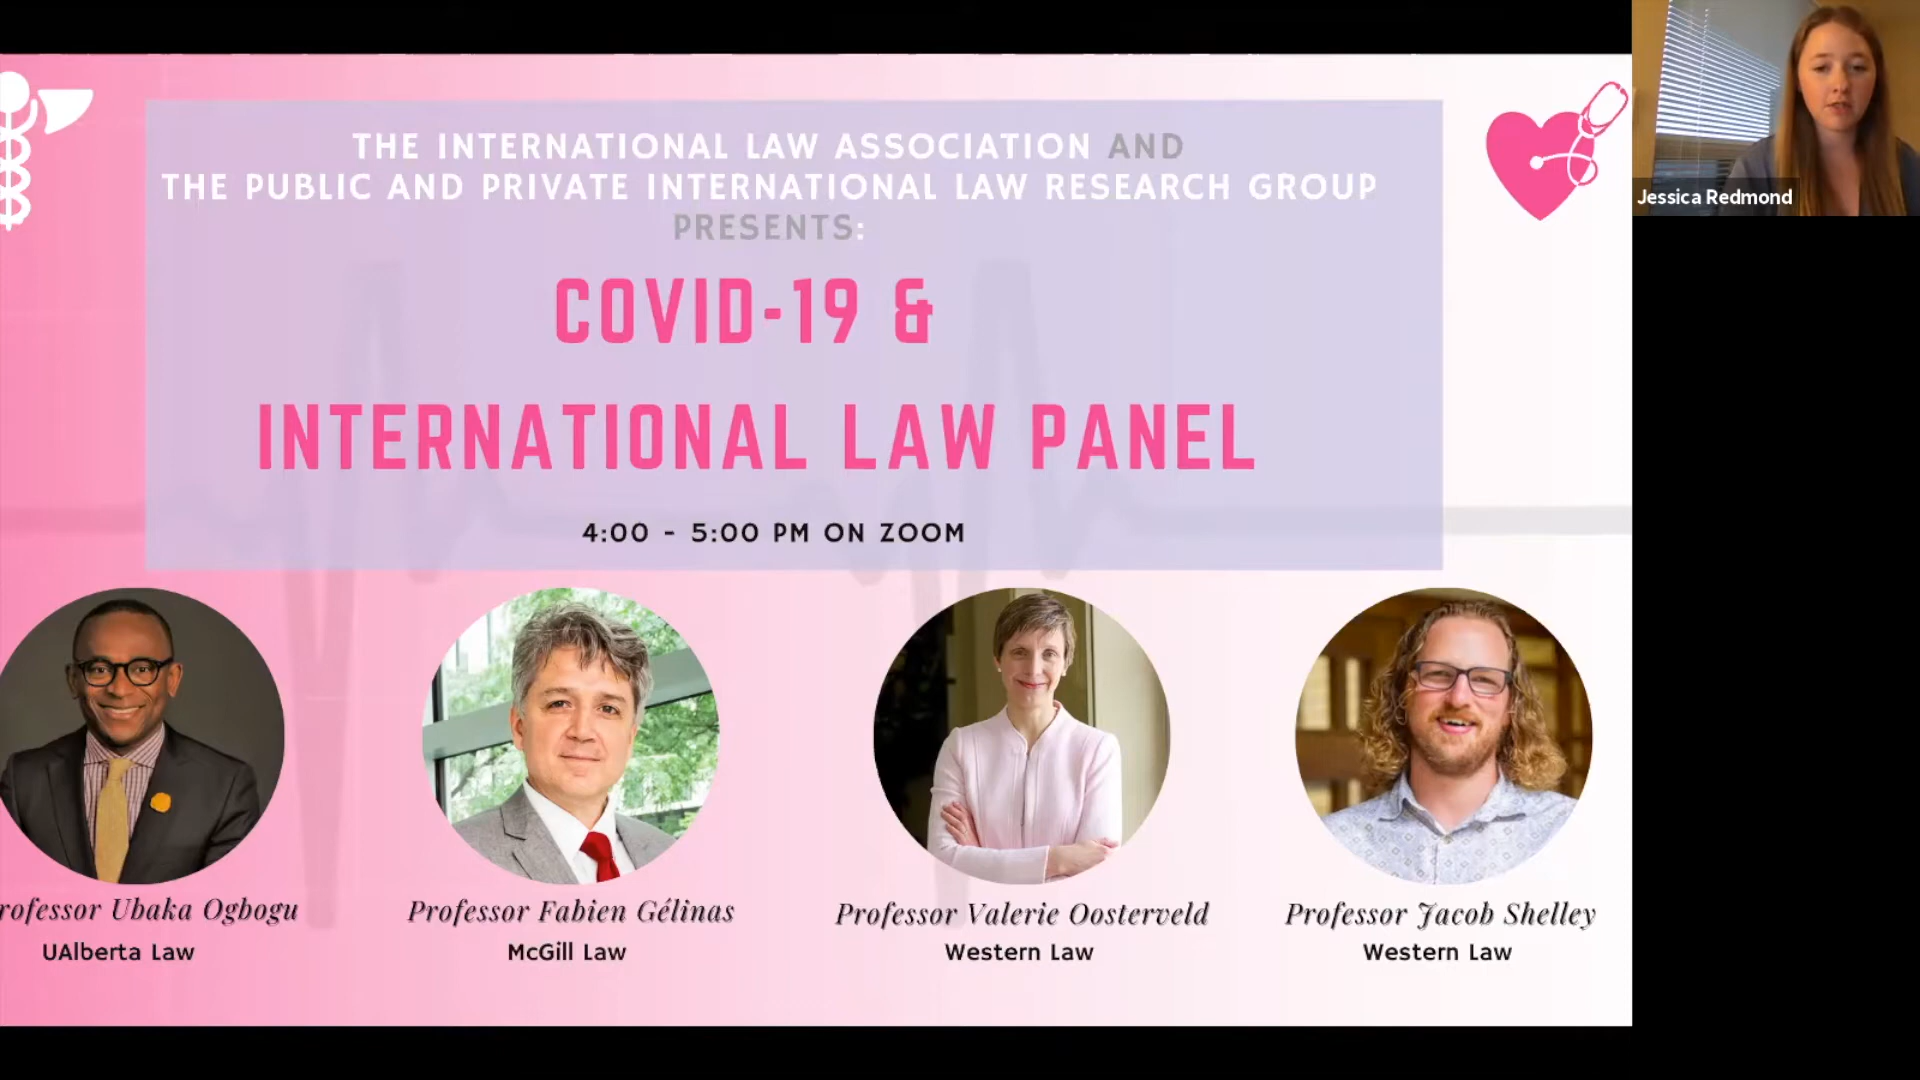 THE INTERNATIONAL LAW ASSOCIATION AND
THE PUBLIC AND PRIVATE INTERNATIONAL LAW RESEARCH GROUP
PRESENTS:
COVID-19 &
INTERNATIONAL LAW PANEL
4:00 - 5:00 PM ON ZOOM
rofessor Ubaka Ogbogu
UAlberta Law
Professor Fabien Gélinas
McGill Law
Professor Valerie Oosterveld
Western Law
Professor Jacob Shelley
Western Law
Jessica Redmond